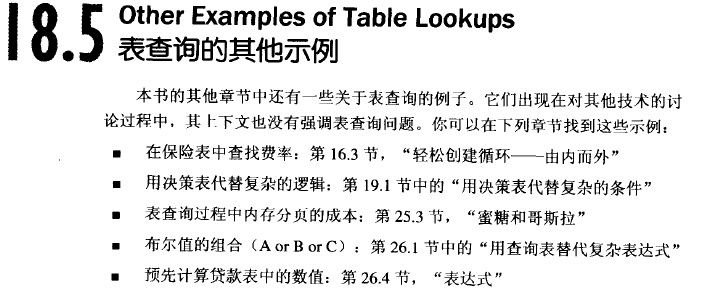 18.5 Other Examples of Table Lookups
表查询的其他示例
本书的其他章节中还有一些关于表查询的例子。它们出现在对其他技术的讨
论过程中，其上下文也没有强调表查询问题。你可以在下列章节找到这些示例：
■ 在保险表中查找费率：第 16.3 节，“轻松创建循环——由内而外”
■ 用决策表代替复杂的逻辑：第 19.1 节中的“用决策表代替复杂的条件”
■ 表查询过程中内存分页的成本：第 25.3 节，“蜜糖和哥斯拉”
■ 布尔值的组合（A or B or C）：第 26.1 节中的“用查询表替代复杂表达式”
■ 预先计算贷款表中的数值：第 26.4 节，“表达式”